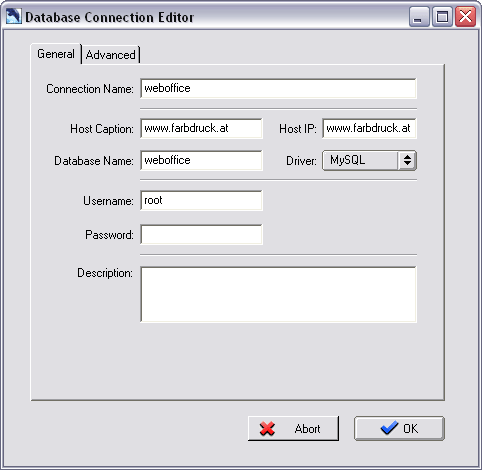 Database Connection Editor
General Advanced
Connection Name: weboffice
Host Caption: www.farbdruck.at Host IP: www.farbdruck.at
Database Name: weboffice Driver: MySQL
Username: root
Password:
Description:
Abort OK